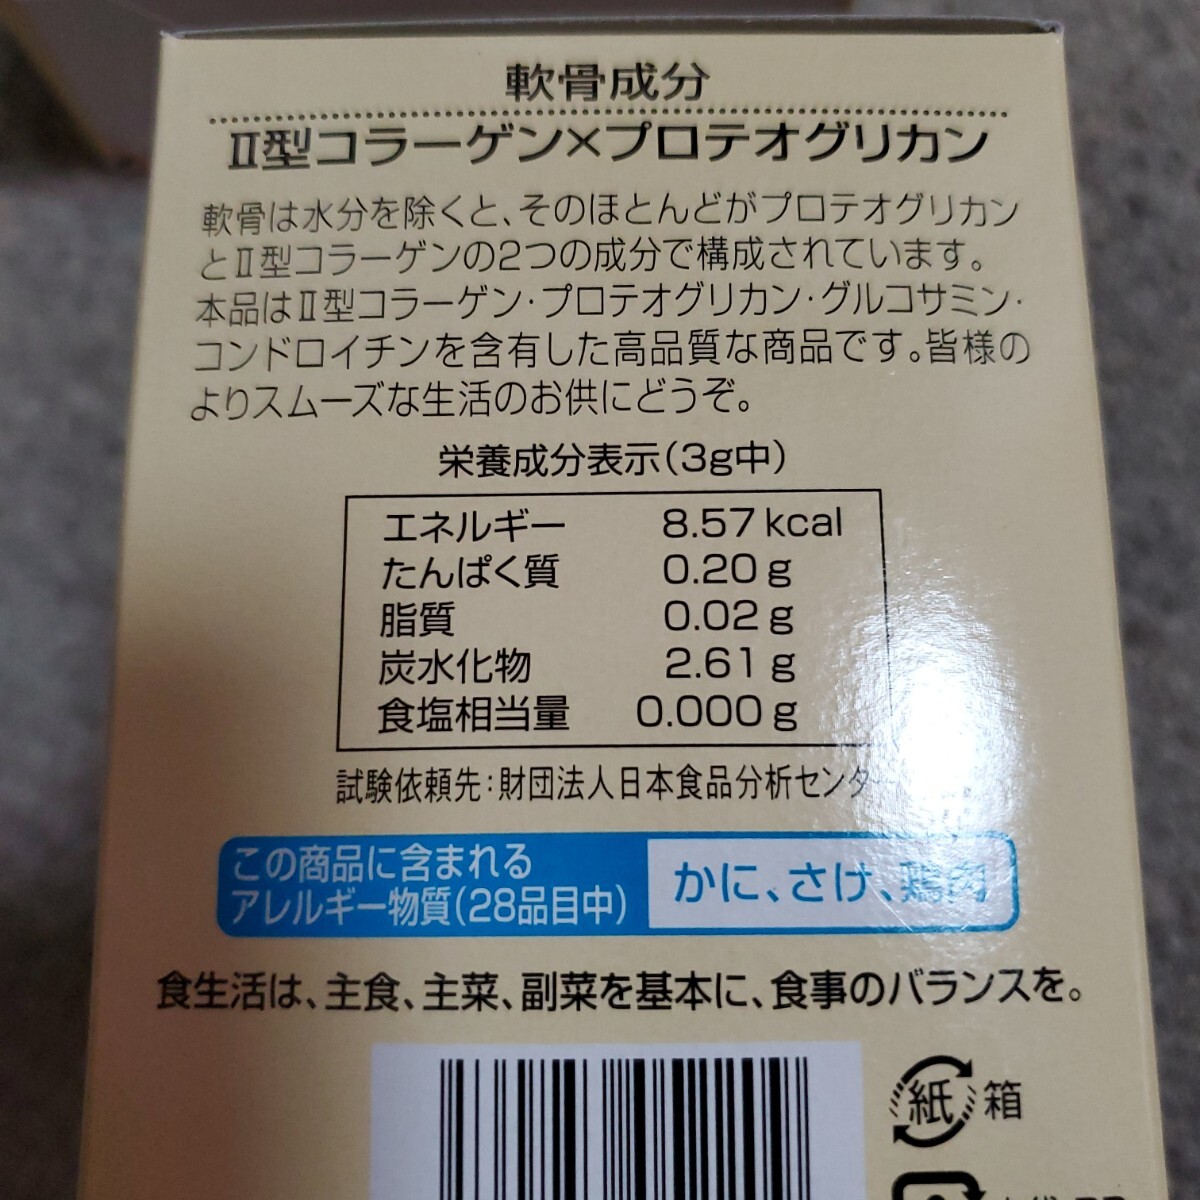 軟骨成分
Ⅱ型コラーゲン×プロテオグリカン
軟骨は水分を除くと、そのほとんどがプロテオグリカン
とⅡ型コラーゲンの2つの成分で構成されています。
本品はⅡ型コラーゲン・プロテオグリカン・グルコサミン・
コンドロイチンを含有した高品質な商品です。皆様の
よりスムーズな生活のお供にどうぞ。
栄養成分表示(3g中)
エネルギー 8.57kcal
たんぱく質 0.20g
脂質 0.02g
炭水化物 2.61g
食塩相当量 0.000g
試験依頼先:財団法人日本食品分析センター
この商品に含まれる
アレルギー物質(28品目中)
かに、さけ、鶏肉
食生活は、主食、主菜、副菜を基本に、食事のバランスを。
紙 箱